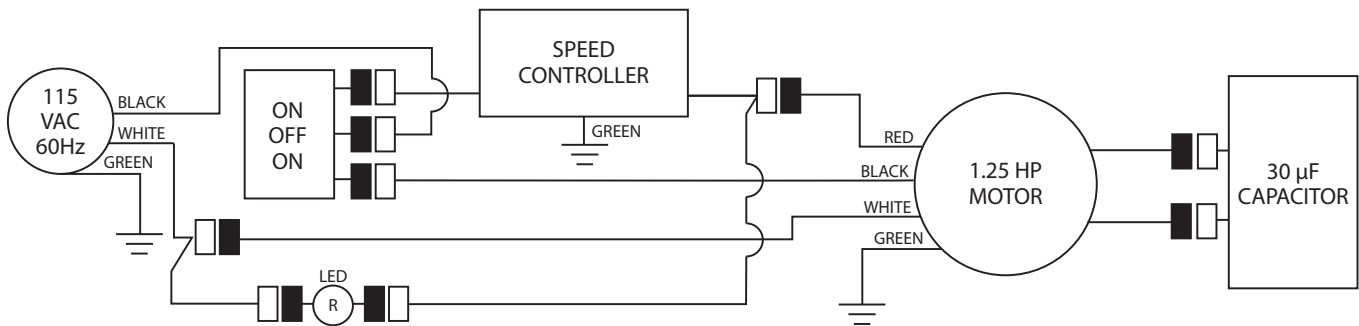 115
VAC
60Hz
BLACK
WHITE
GREEN
ON
OFF
ON
SPEED
CONTROLLER
GREEN
RED
BLACK
WHITE
GREEN
1.25 HP
MOTOR
30 µF
CAPACITOR
LED
R